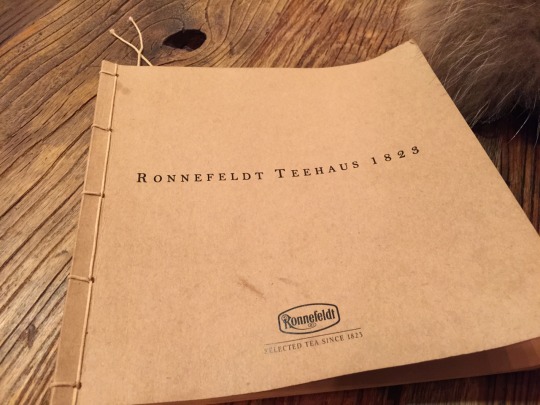 RONNEFELDT TEEHAUS 1823
Ronnefeldt
SELECTED TEA SINCE 1823